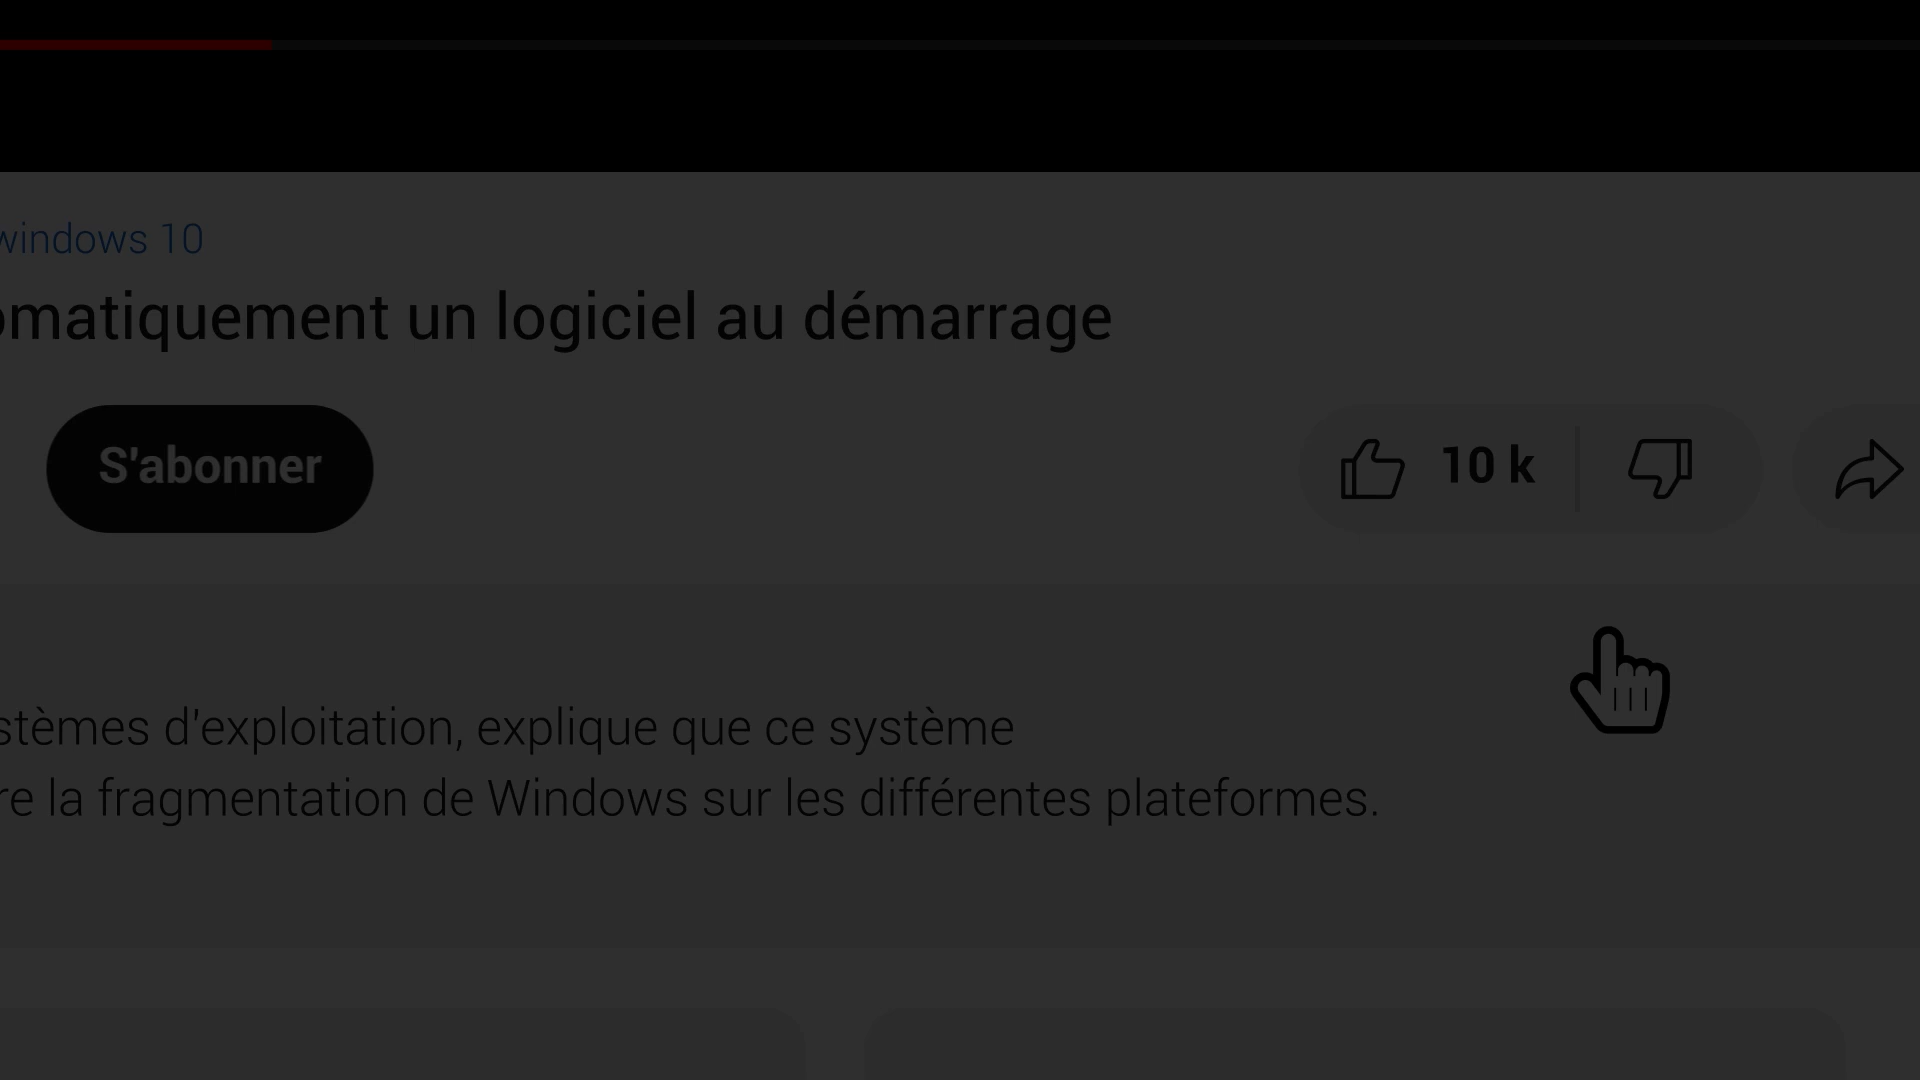 windows 10
omatiquement un logiciel au démarrage
S'abonner
10 k
stèmes d'exploitation, explique que ce système
re la fragmentation de Windows sur les différentes plateformes.